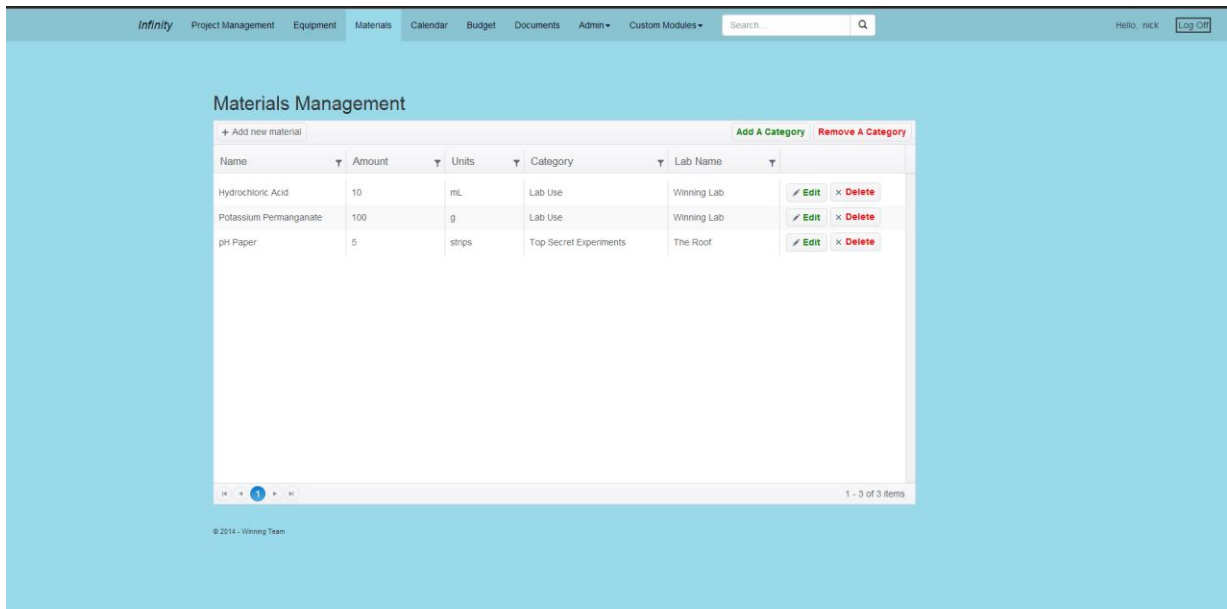 Infinity Project Management Equipment Materials Calendar Budget Documents Admin Custom Modules Search... Hello, nick Log Off
Materials Management
+ Add new material Add A Category Remove A Category
Name Amount Units Category Lab Name
Hydrochloric Acid 10 mL Lab Use Winning Lab Edit × Delete
Potassium Permanganate 100 g Lab Use Winning Lab Edit × Delete
pH Paper 5 strips Top Secret Experiments The Roof Edit × Delete
1 1 - 3 of 3 items
© 2014 - Winning Team